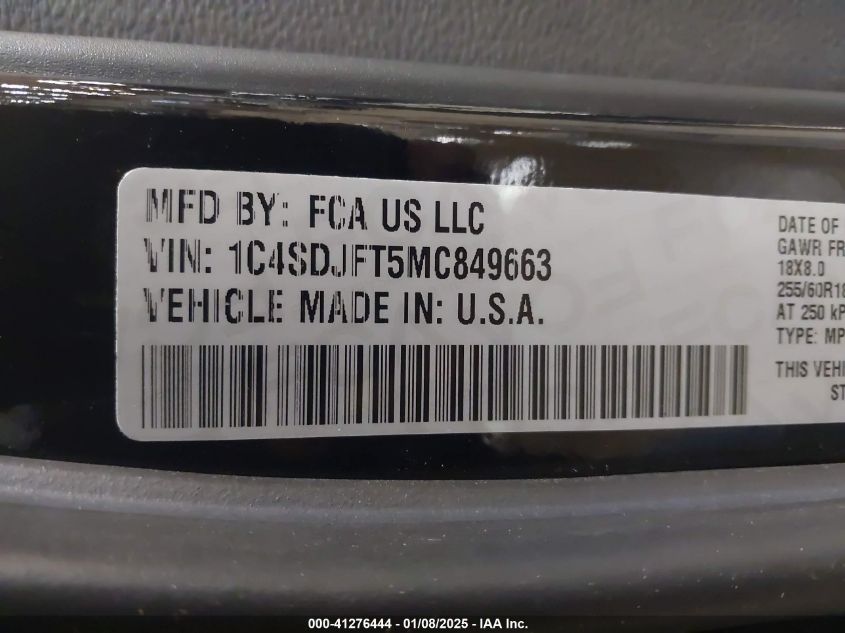 MFD BY: FCA US LLC
VIN: 1C4SDJFT5MC849663
VEHICLE MADE IN: U.S.A.
DATE OF
GAWR FR
18X8.0
255/60R18
AT 250 kP
TYPE: MP
THIS VEHI
ST
000-41276444 - 01/08/2025 - IAA Inc.